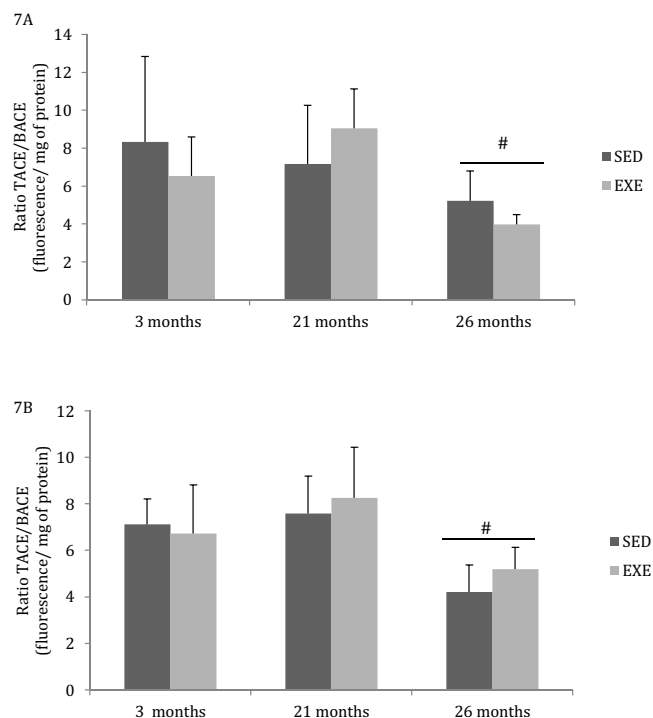 7A
Ratio TACE/BACE
(fluorescence/ mg of protein)
14
12
10
8
6
4
2
0
#
SED
EXE
3 months
21 months
26 months
7B
Ratio TACE/BACE
(fluorescence/ mg of protein)
12
10
8
6
4
2
0
#
SED
EXE
3 months
21 months
26 months